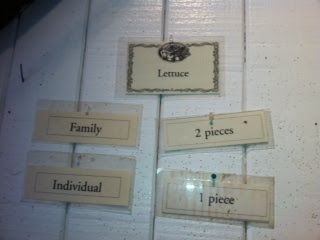 Lettuce
Family
2 pieces
Individual
1 piece